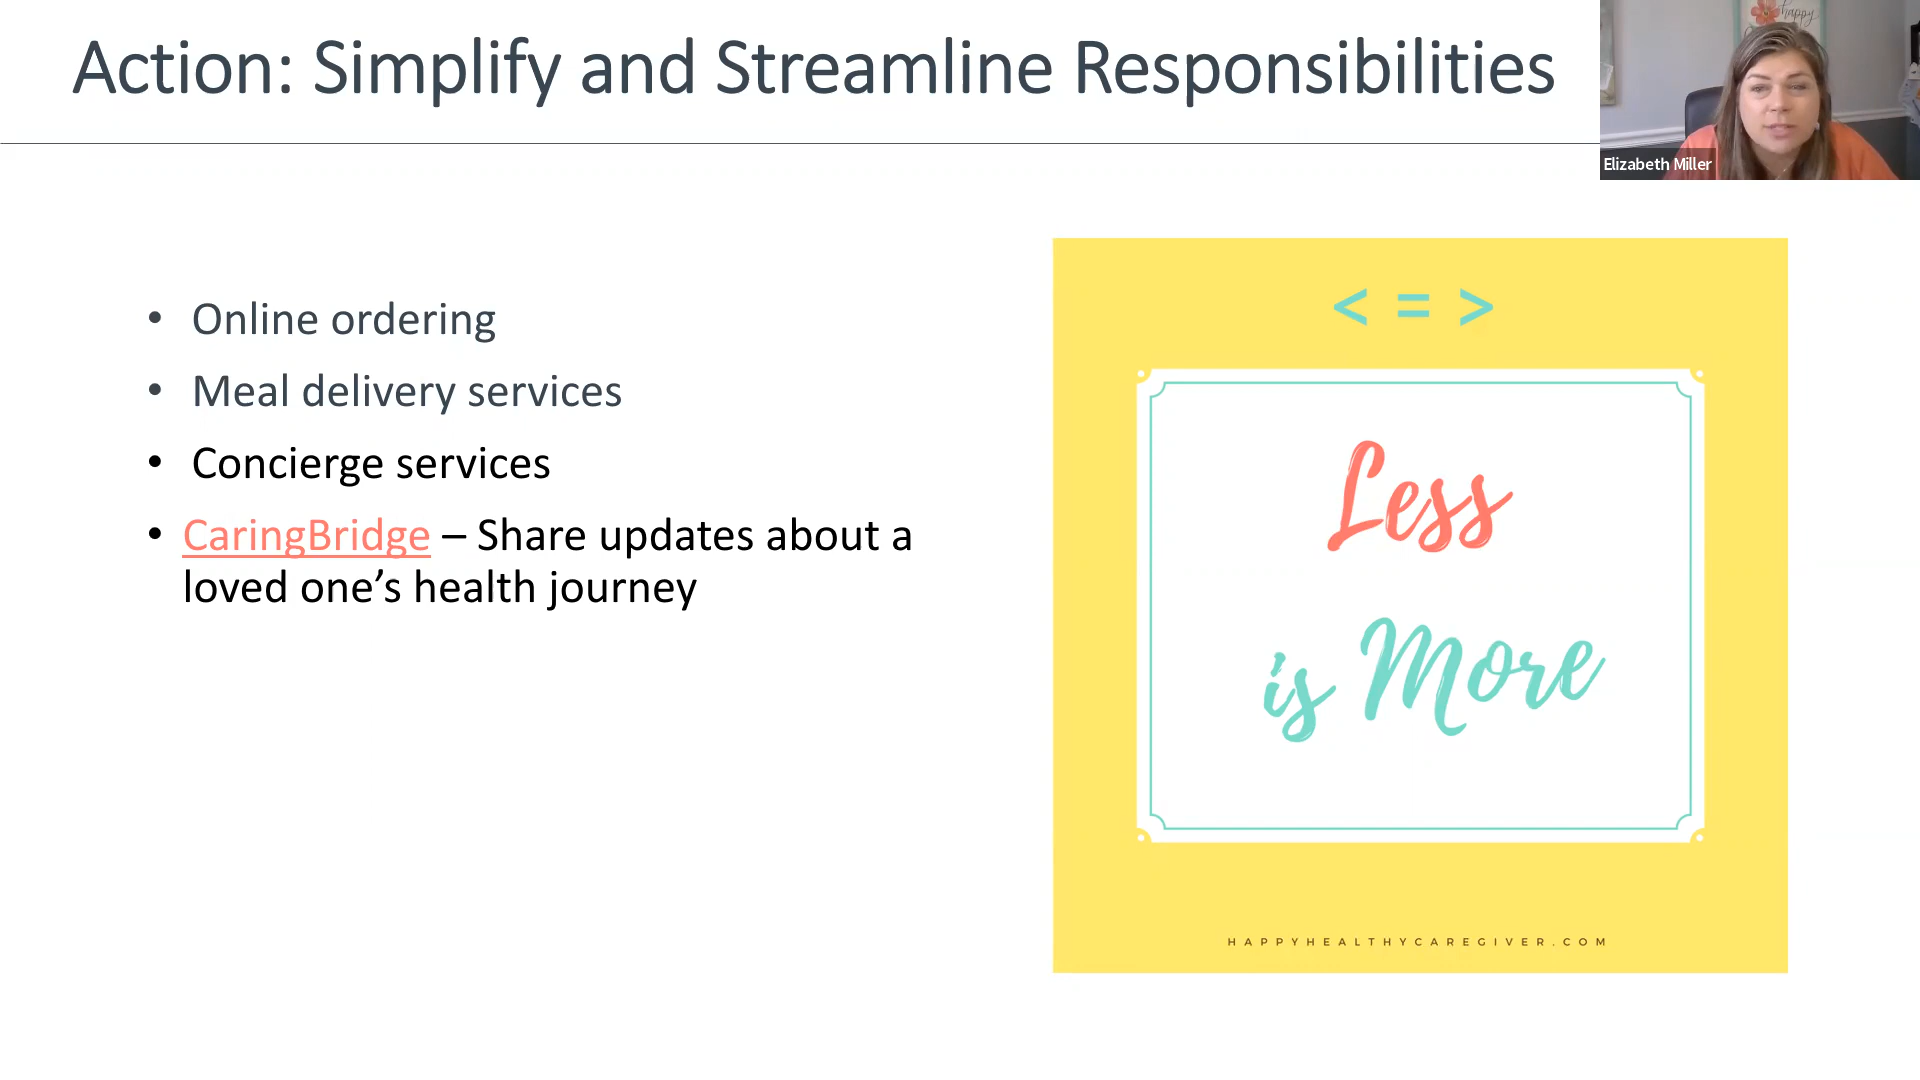 Action: Simplify and Streamline Responsibilities
happy
Elizabeth Miller
• Online ordering
• Meal delivery services
• Concierge services
• CaringBridge – Share updates about a
loved one’s health journey
< = >
Less
is More
HAPPYHEALTHYCAREGIVER.COM